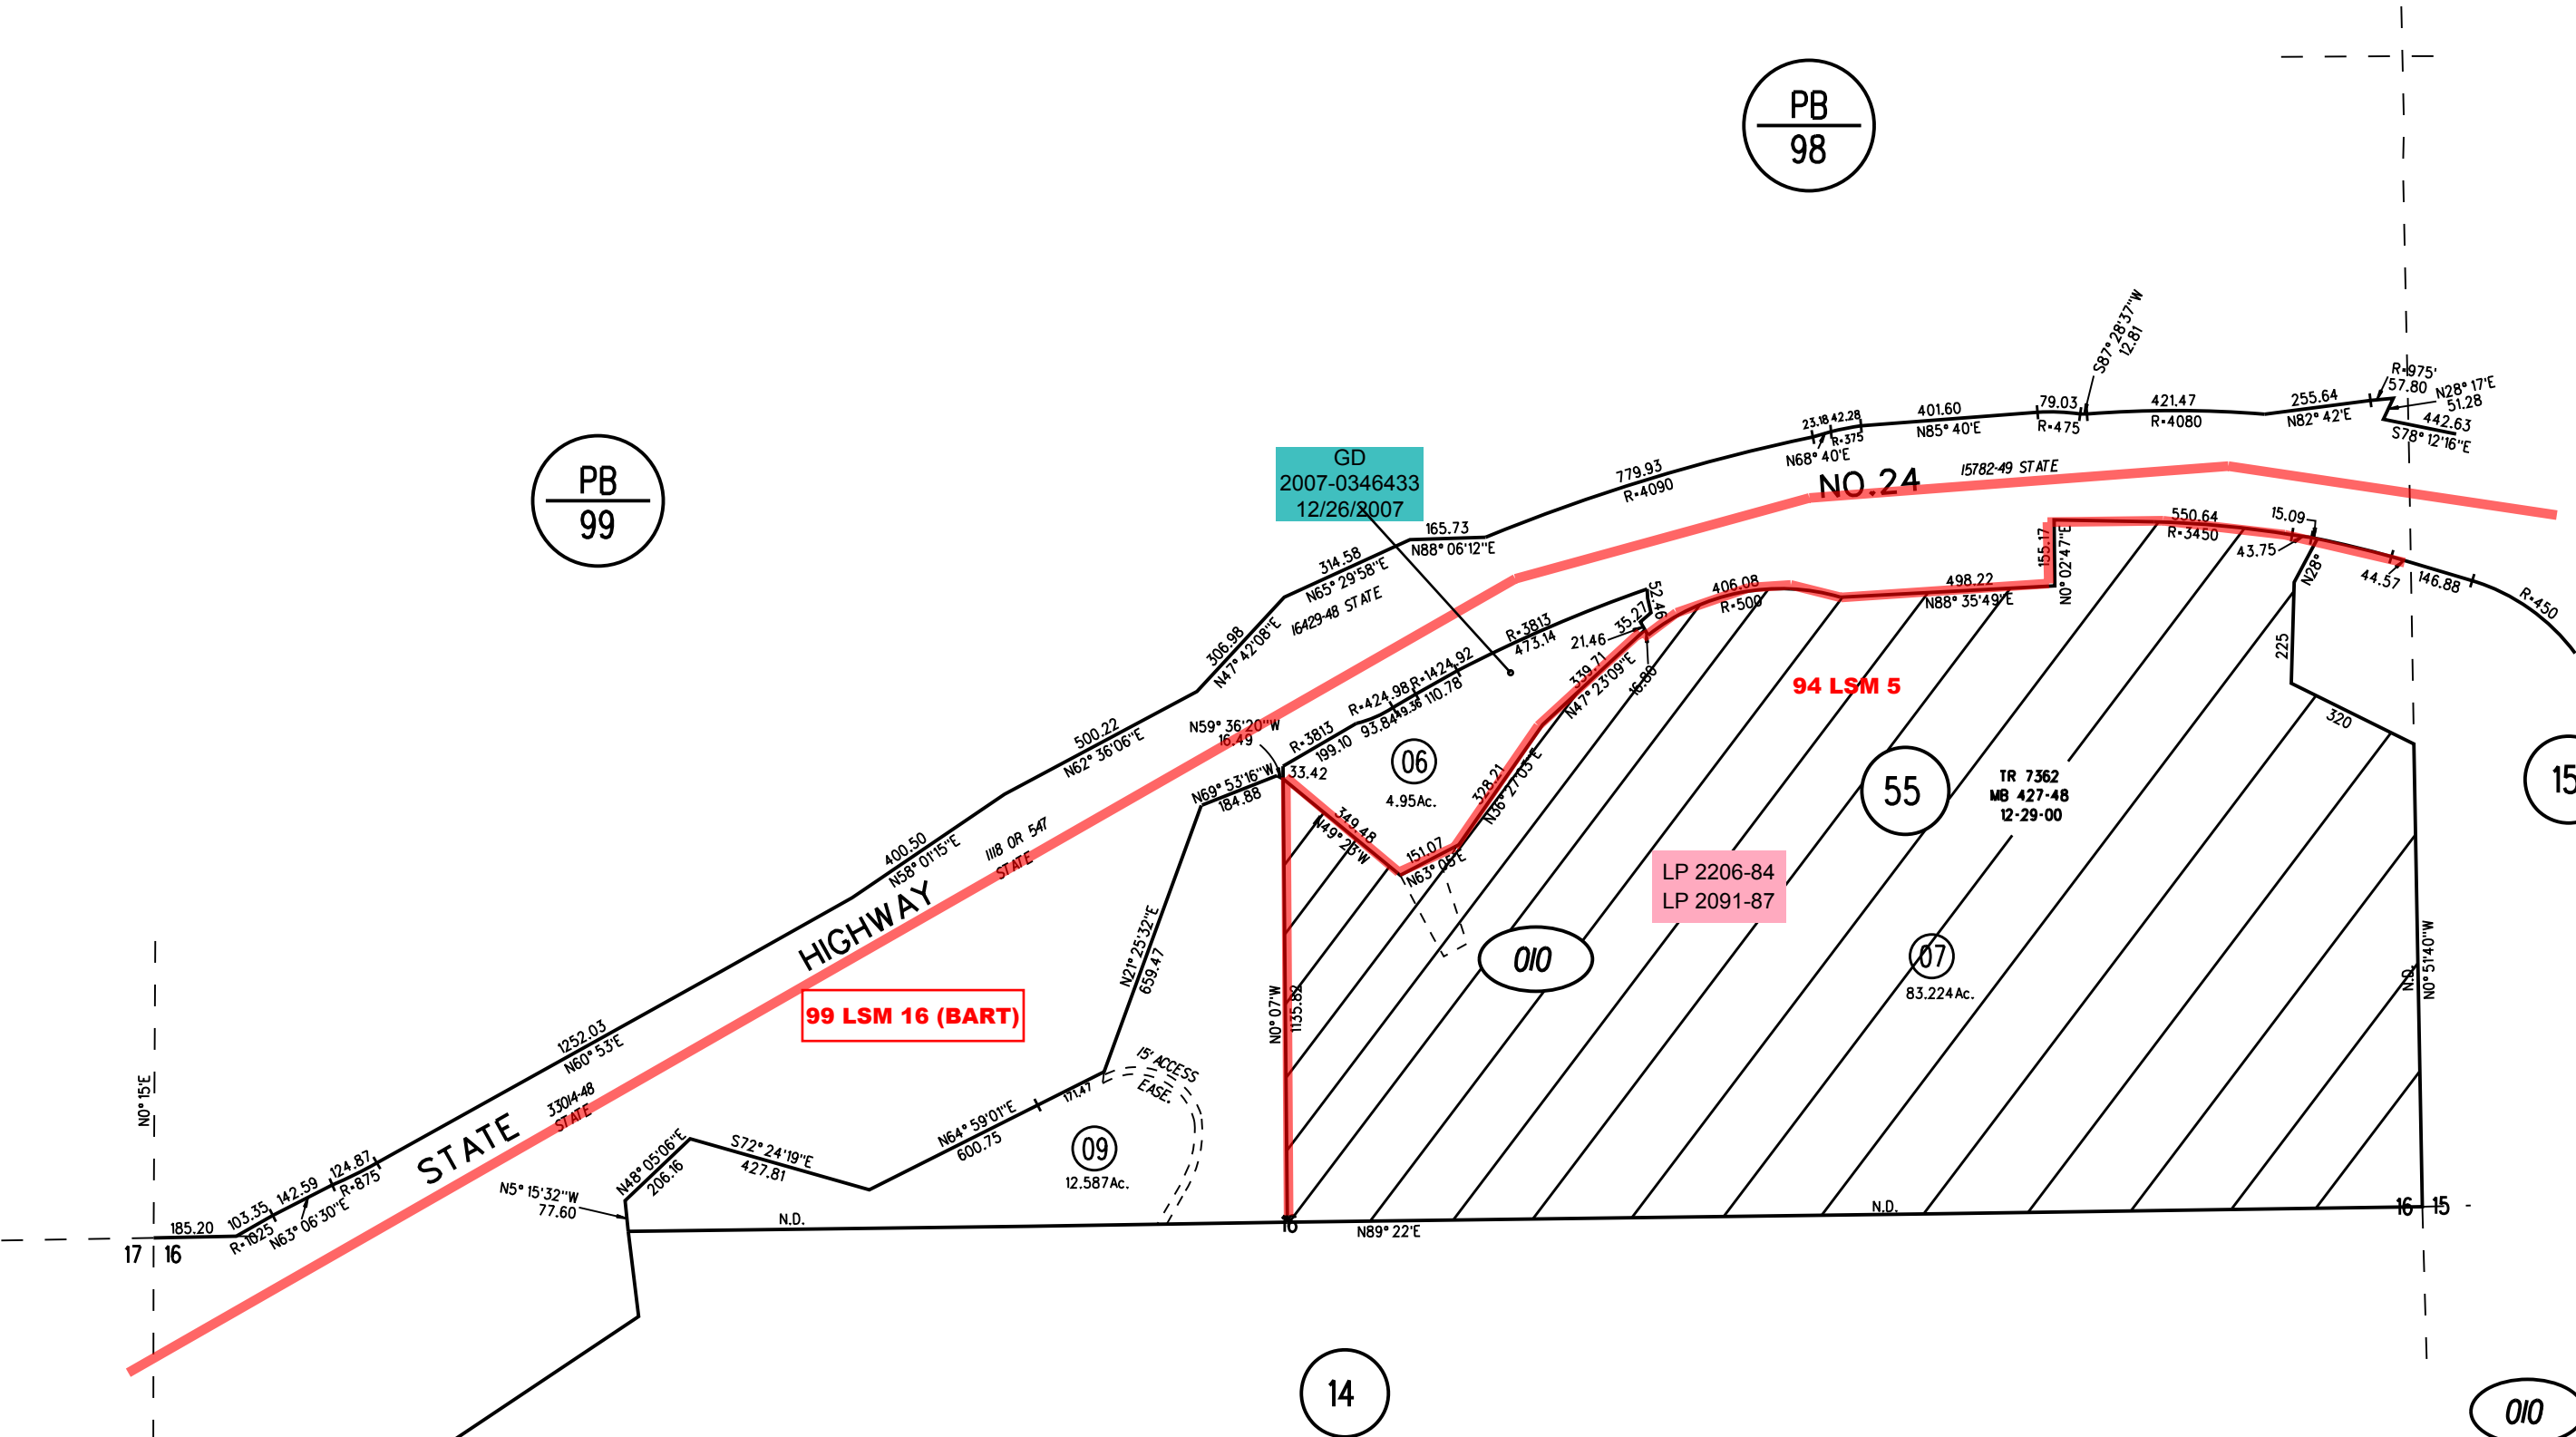 PB
98
PB
99
S87° 28'37"W
12.81
R=975'
57.80
N28° 17'E
51.28
442.63
S78° 12'16"E
255.64
N82° 42'E
421.47
R=4080
79.03
R=475
401.60
N85° 40'E
23.18
42.28
R=375
N68° 40'E
779.93
R=4090
NO.24
15782-49 STATE
GD
2007-0346433
12/26/2007
165.73
N88° 06'12"E
314.58
N65° 29'58"E
16429-48 STATE
306.98
N47° 42'08"E
500.22
N62° 36'06"E
400.50
N58° 01'15"E
1118 OR 547
STATE
HIGHWAY
1252.03
N60° 53'E
33014-48
STATE
STATE
124.87
R=875
142.59
N63° 06'30"E
103.35
R=1025
185.20
N0° 15'E
17
16
550.64
R=3450
15.09
43.75
N28°
44.57
146.88
R=450
155.17
N0° 02'47"E
498.22
N88° 35'49"E
406.08
R=500
52.46
35.27
21.46
16.80
R=3813
473.14
R=1424.92
110.78
R=424.98
49.36
93.84
R=3813
199.10
N59° 36'20"W
16.49
33.42
N69° 53'16"W
184.88
339.71
N47° 23'09"E
328.21
N36° 27'03"E
151.07
N63° 05'E
349.48
N49° 23'W
06
4.95Ac.
94 LSM 5
55
TR 7362
MB 427-48
12-29-00
225
320
15
LP 2206-84
LP 2091-87
010
07
83.224Ac.
N.D.
N0° 51'40"W
N21° 25'32"E
659.47
N0° 07'W
1135.82
99 LSM 16 (BART)
15' ACCESS
EASE.
171.47
N64° 59'01"E
600.75
09
12.587Ac.
S72° 24'19"E
427.81
N48° 05'06"E
206.16
N5° 15'32"W
77.60
N.D.
16
N89° 22'E
N.D.
16
15
14
010